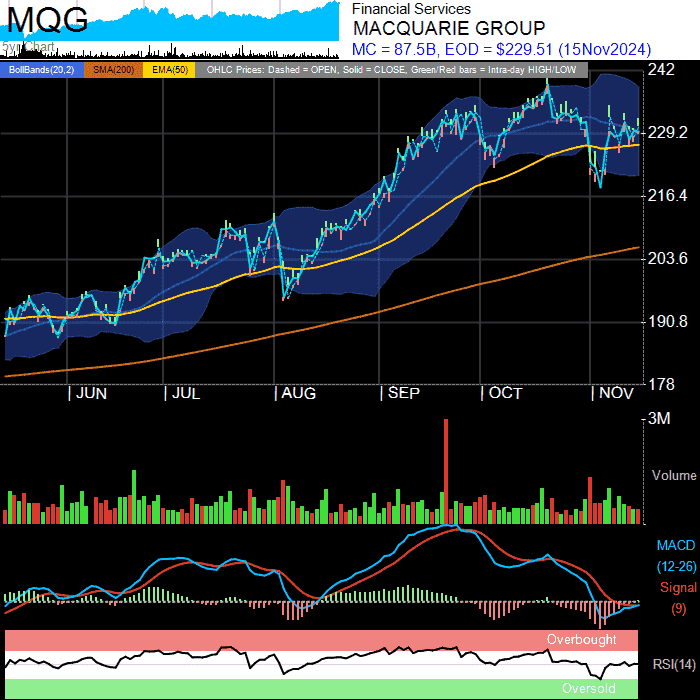 MQG
Financial Services
MACQUARIE GROUP
5yr Chart
MC = 87.5B, EOD = $229.51 (15Nov2024)
BollBands(20,2) SMA(200) EMA(50) OHLC Prices: Dashed = OPEN, Solid = CLOSE, Green/Red bars = Intra-day HIGH/LOW
242
229.2
216.4
203.6
190.8
178
JUN JUL AUG SEP OCT NOV
3M
Volume
MACD
(12-26)
Signal
(9)
Overbought
RSI(14)
Oversold